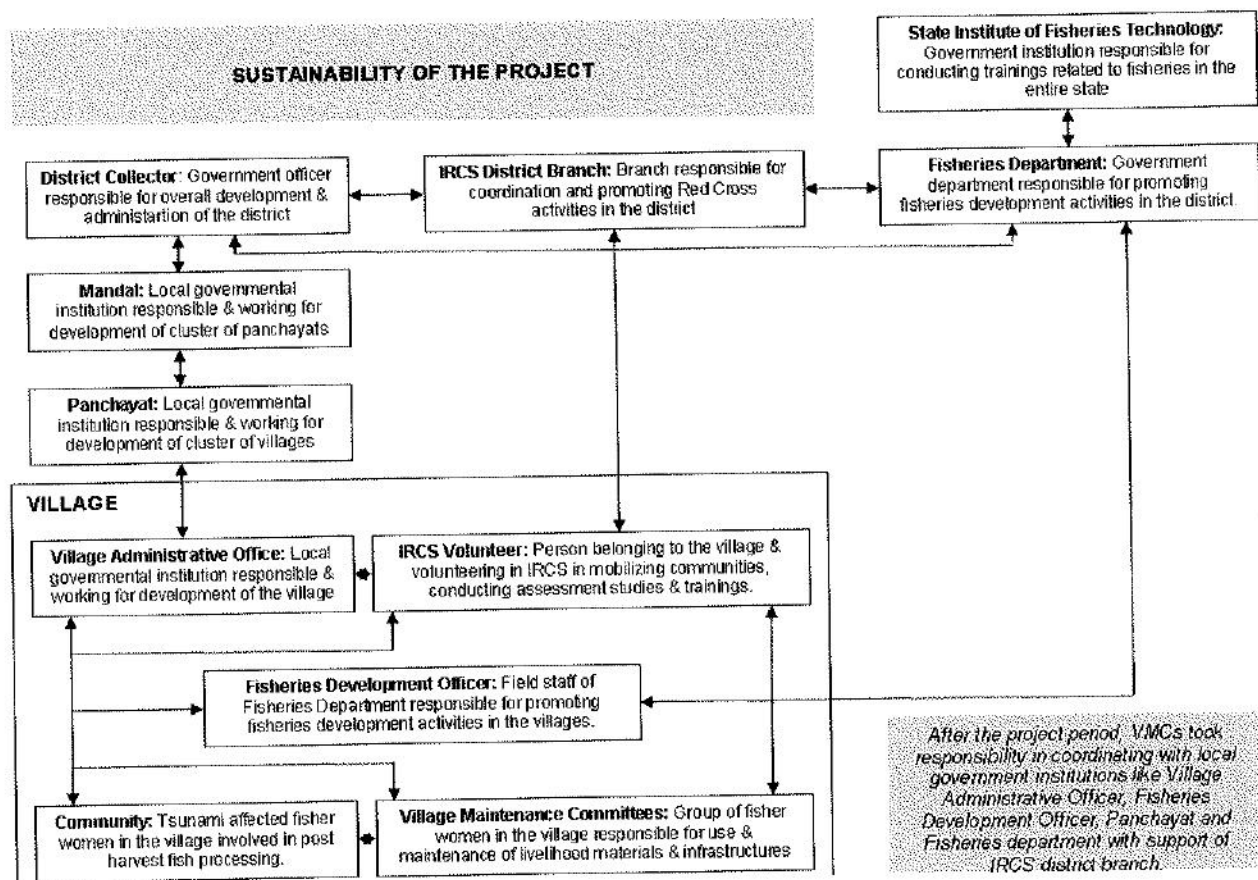 SUSTAINABILITY OF THE PROJECT
State Institute of Fisheries Technology:
Government institution responsible for
conducting trainings related to fisheries in the
entire state
District Collector: Government officer
responsible for overall development &
administartion of the district
IRCS District Branch: Branch responsible for
coordination and promoting Red Cross
activities in the district
Fisheries Department: Government
department responsible for promoting
fisheries development activities in the district.
Mandal: Local governmental
institution responsible & working for
development of cluster of panchayats
Panchayat: Local governmental
institution responsible & working for
development of cluster of villages
VILLAGE
Village Administrative Office: Local
governmental institution responsible &
working for development of the village
IRCS Volunteer: Person belonging to the village &
volunteering in IRCS in mobilizing communities,
conducting assessment studies & trainings.
Fisheries Development Officer: Field staff of
Fisheries Department responsible for promoting
fisheries development activities in the villages.
Community: Tsunami affected fisher
women in the village involved in post
harvest fish processing.
Village Maintenance Committees: Group of fisher
women in the village responsible for use &
maintenance of livelihood materials & infrastructures
After the project period, VMCs took
responsibility in coordinating with local
government institutions like Village
Administrative Officer, Fisheries
Development Officer, Panchayat and
Fisheries department with support of
IRCS district branch.